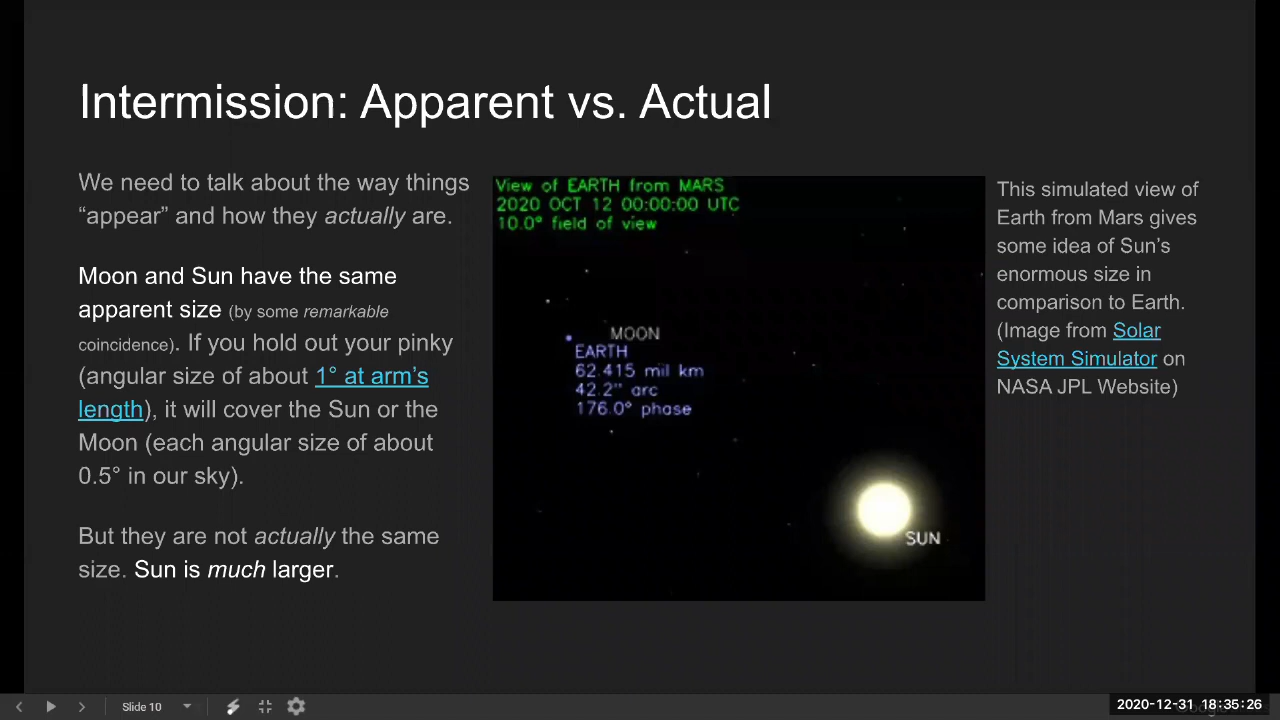 Intermission: Apparent vs. Actual
We need to talk about the way things
“appear” and how they actually are.
Moon and Sun have the same
apparent size (by some remarkable
coincidence). If you hold out your pinky
(angular size of about 1° at arm’s
length), it will cover the Sun or the
Moon (each angular size of about
0.5° in our sky).
But they are not actually the same
size. Sun is much larger.
View of EARTH from MARS
2020 OCT 12 00:00:00 UTC
10.0° field of view
MOON
EARTH
62.415 mil km
42.2" arc
176.0° phase
SUN
This simulated view of
Earth from Mars gives
some idea of Sun’s
enormous size in
comparison to Earth.
(Image from Solar
System Simulator on
NASA JPL Website)
Slide 10
2020-12-31 18:35:26